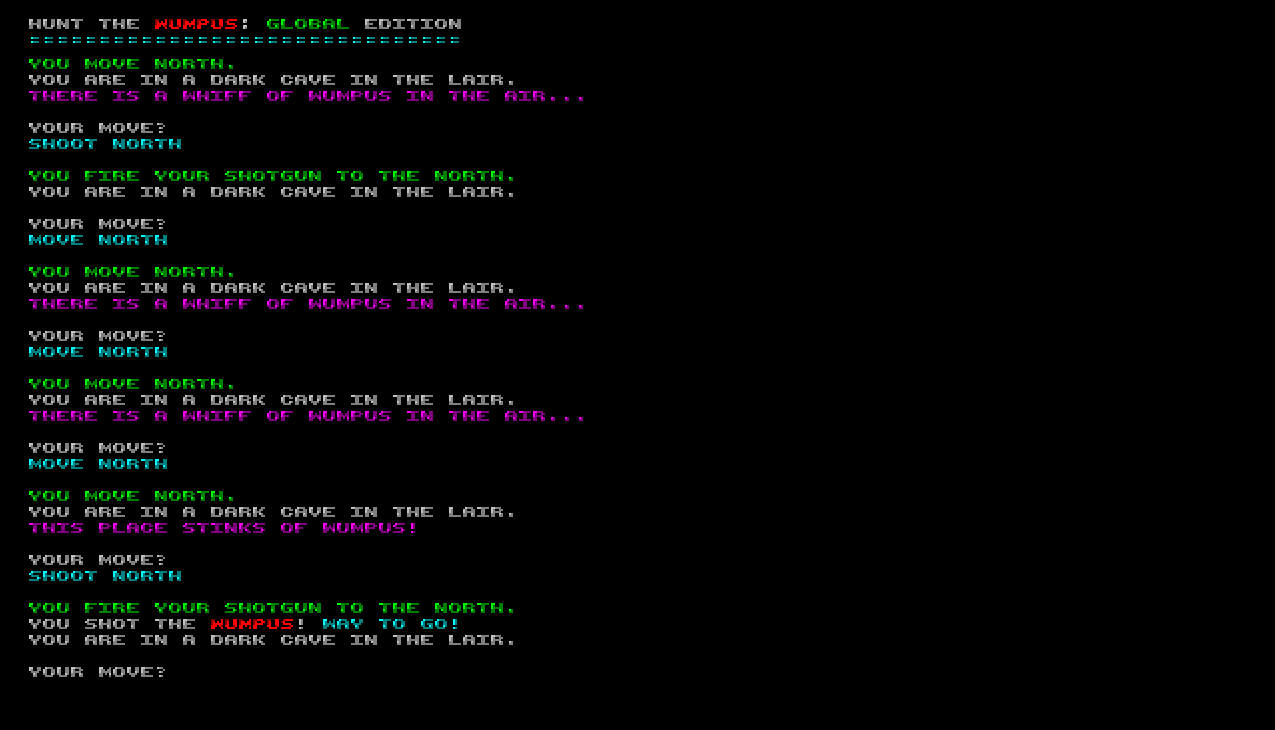 HUNT THE WUMPUS: GLOBAL EDITION
===============================
YOU MOVE NORTH.
YOU ARE IN A DARK CAVE IN THE LAIR.
THERE IS A WHIFF OF WUMPUS IN THE AIR...
YOUR MOVE?
SHOOT NORTH
YOU FIRE YOUR SHOTGUN TO THE NORTH.
YOU ARE IN A DARK CAVE IN THE LAIR.
YOUR MOVE?
MOVE NORTH
YOU MOVE NORTH.
YOU ARE IN A DARK CAVE IN THE LAIR.
THERE IS A WHIFF OF WUMPUS IN THE AIR...
YOUR MOVE?
MOVE NORTH
YOU MOVE NORTH.
YOU ARE IN A DARK CAVE IN THE LAIR.
THERE IS A WHIFF OF WUMPUS IN THE AIR...
YOUR MOVE?
MOVE NORTH
YOU MOVE NORTH.
YOU ARE IN A DARK CAVE IN THE LAIR.
THIS PLACE STINKS OF WUMPUS!
YOUR MOVE?
SHOOT NORTH
YOU FIRE YOUR SHOTGUN TO THE NORTH.
YOU SHOT THE WUMPUS! WAY TO GO!
YOU ARE IN A DARK CAVE IN THE LAIR.
YOUR MOVE?